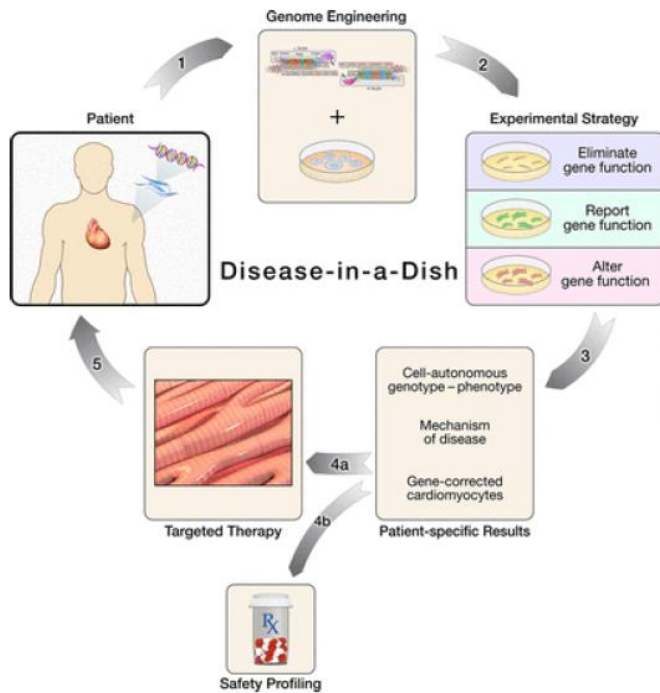 Genome Engineering
1
2
Patient
+
Experimental Strategy
Eliminate
gene function
Report
gene function
Alter
gene function
Disease-in-a-Dish
3
5
Cell-autonomous
genotype – phenotype
Mechanism
of disease
Gene-corrected
cardiomyocytes
4a
4b
Targeted Therapy
Patient-specific Results
RX
Safety Profiling